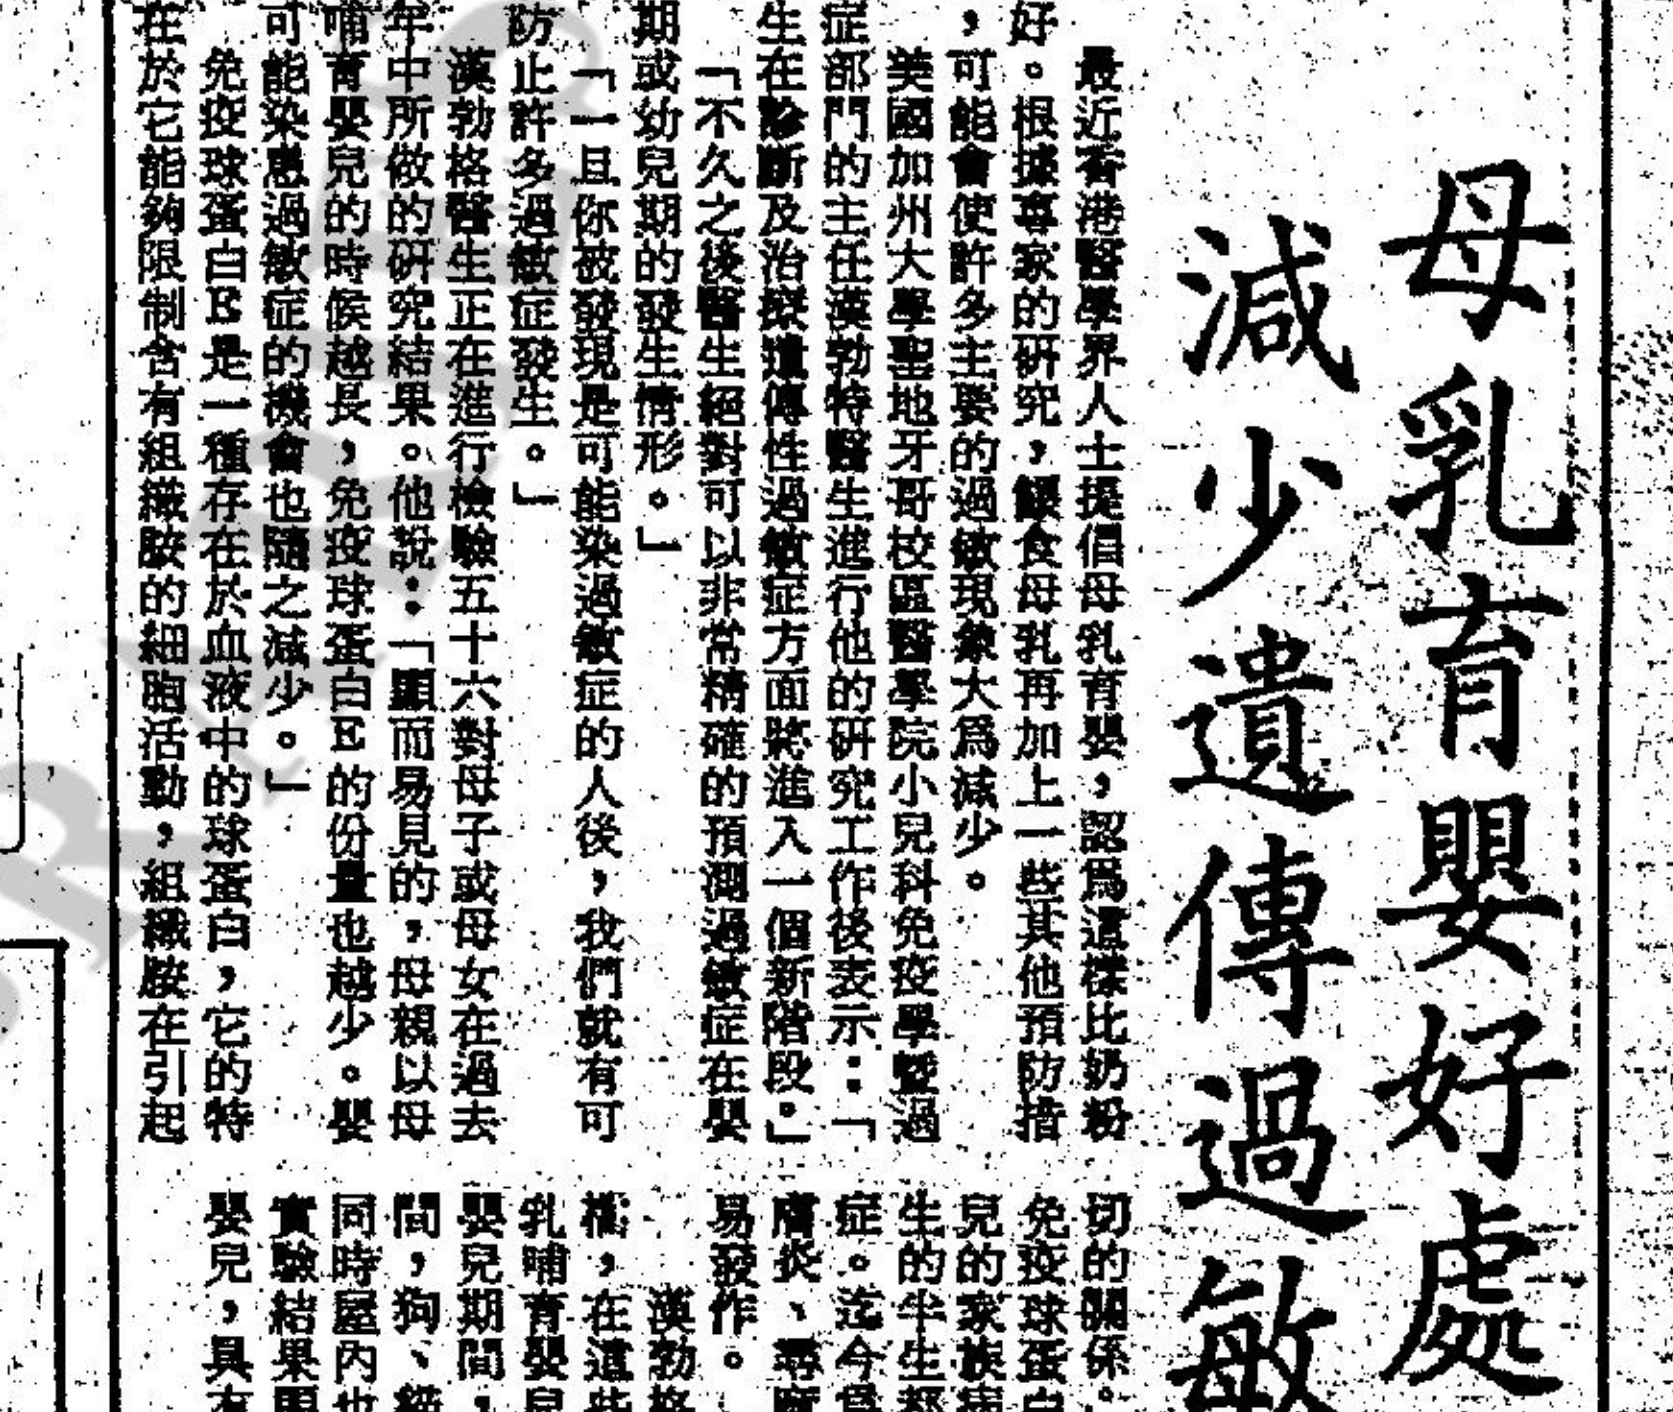 母乳育嬰好處
減少遺傳過敏
最近香港醫學界人士提倡母乳育嬰，認為這樣比奶粉
好。根據專家的研究，餵食母乳再加上一些其他預防措
，可能會使許多主要的過敏現象大為減少。
美國加州大學聖地牙哥校區醫學院小兒科免疫學暨過
症部門的主任漢勃特醫生進行他的研究工作後表示：「
生在診斷及治療遺傳性過敏症方面將進入一個新階段。」
「不久之後醫生絕對可以非常精確的預測過敏症在嬰
期或幼兒期的發生情形。」
「一旦你被發現是可能染過敏症的人後，我們就有可
防止許多過敏症發生。」
漢勃格醫生正在進行檢驗五十六對母子或母女在過去
年中所做的研究結果。他說：「顯而易見的，母親以母
哺育嬰兒的時候越長，免疫球蛋白E的份量也越少。嬰
可能染患過敏症的機會也隨之減少。」
免疫球蛋白E是一種存在於血液中的球蛋白，它的特
在於它能夠限制含有組織胺的細胞活動，組織胺在引起
切的關係。
免疫球蛋白
兒的家族病
生的半生都
症。迄今為
膚炎、蕁麻
易發作。
漢勃格
構，在這些
乳哺育嬰兒
嬰兒期間，
間，狗、貓
同時屋內也
實驗結果用
嬰兒，具有